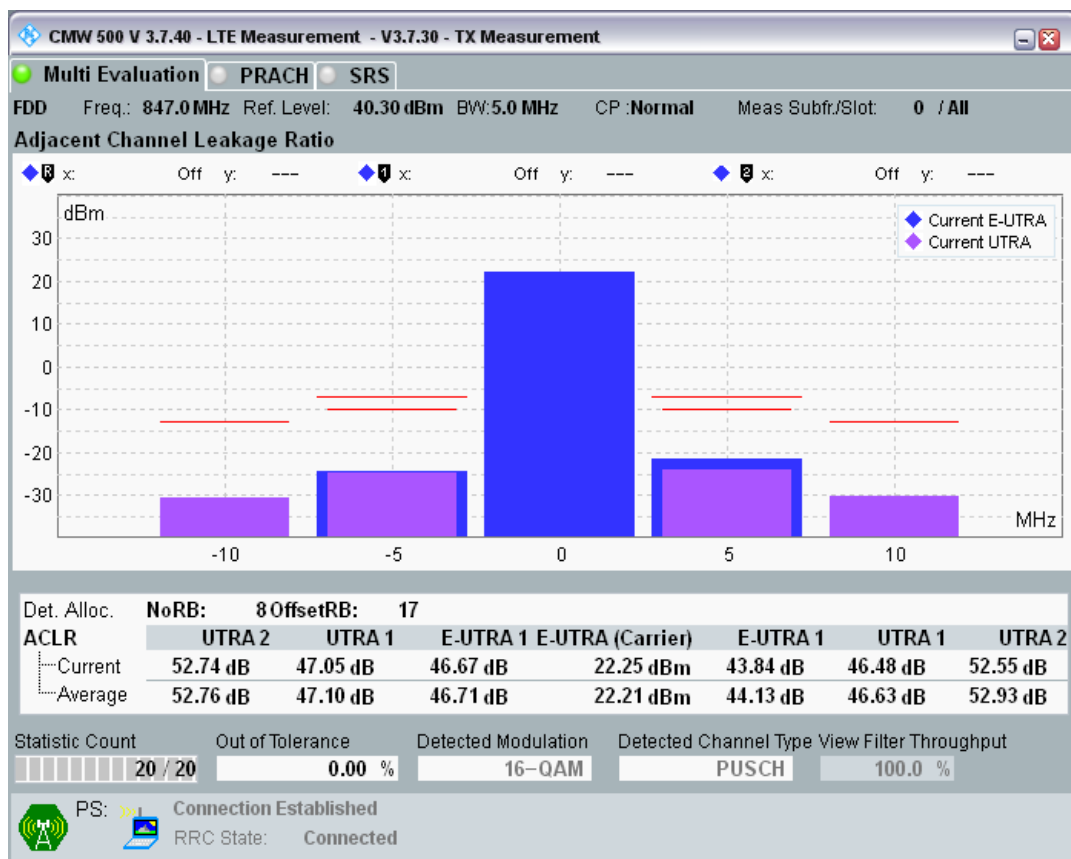 CMW 500 V 3.7.40 - LTE Measurement - V3.7.30 - TX Measurement
Multi Evaluation PRACH SRS
FDD Freq.: 847.0 MHz Ref. Level: 40.30 dBm BW: 5.0 MHz CP : Normal Meas Subfr./Slot: 0 / All
Adjacent Channel Leakage Ratio
R x: Off y: --- 1 x: Off y: --- 2 x: Off y: ---
dBm
Current E-UTRA
Current UTRA
30
20
10
0
-10
-20
-30
MHz
-10 -5 0 5 10
Det. Alloc. NoRB: 8 OffsetRB: 17
ACLR UTRA 2 UTRA 1 E-UTRA 1 E-UTRA (Carrier) E-UTRA 1 UTRA 1 UTRA 2
Current 52.74 dB 47.05 dB 46.67 dB 22.25 dBm 43.84 dB 46.48 dB 52.55 dB
Average 52.76 dB 47.10 dB 46.71 dB 22.21 dBm 44.13 dB 46.63 dB 52.93 dB
Statistic Count Out of Tolerance Detected Modulation Detected Channel Type View Filter Throughput
20 / 20 0.00 % 16-QAM PUSCH 100.0 %
PS: Connection Established
RRC State: Connected